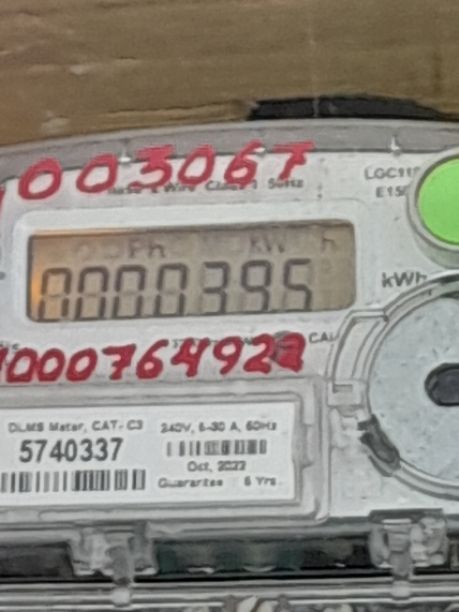 1003067
LGC11
E15
Ph kW h
0000395
kWh
CAL
1000764922
DLMS Meter, CAT- C3
240V, 5-30 A, 50Hz
5740337
Oct, 2022
Guarantee : 5 Yrs.